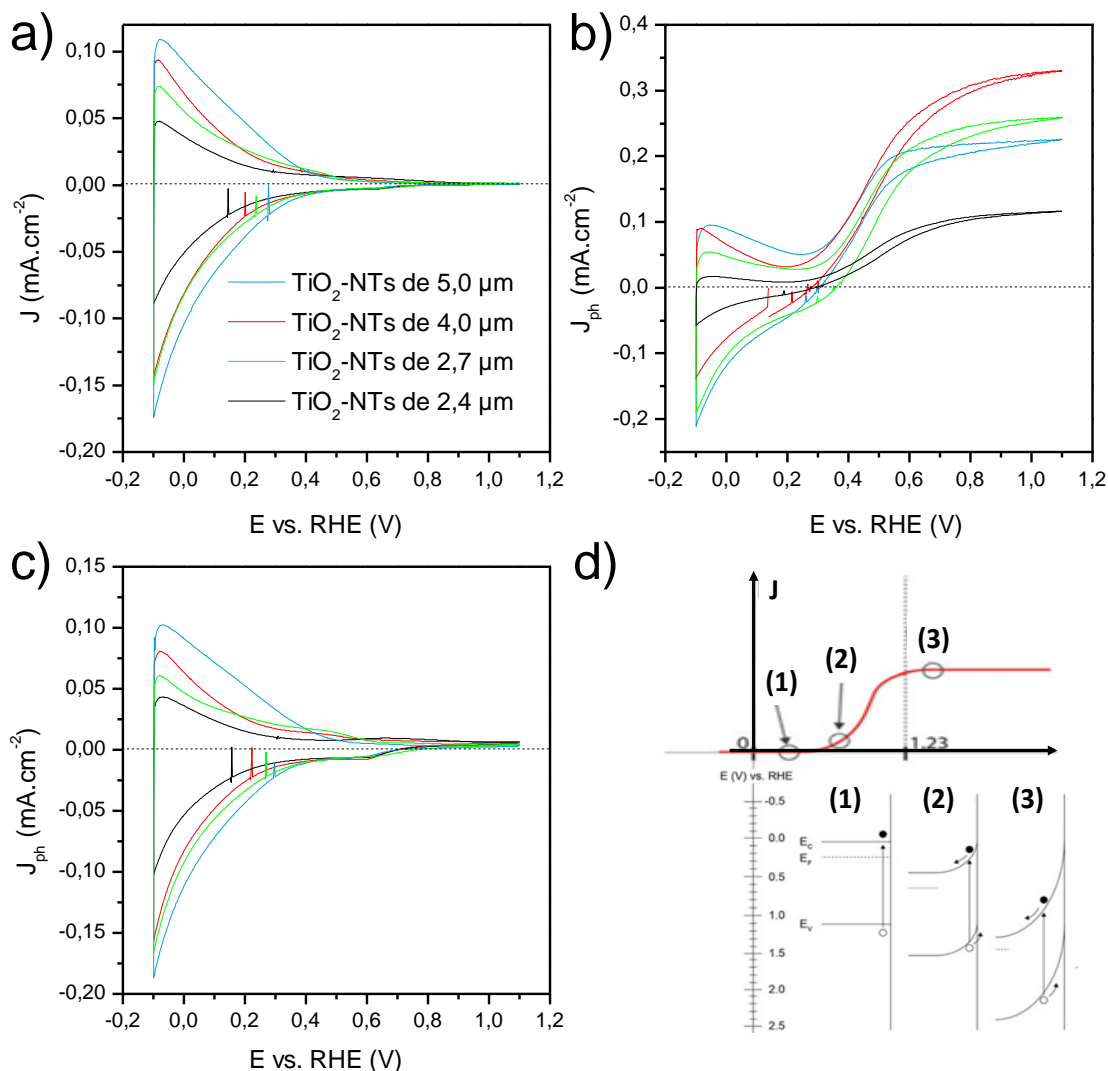 a)
0,10
0,05
0,00
-0,05
-0,10
-0,15
-0,20
J (mA.cm-2)
-0,2 0,0 0,2 0,4 0,6 0,8 1,0 1,2
E vs. RHE (V)
TiO2-NTs de 5,0 µm
TiO2-NTs de 4,0 µm
TiO2-NTs de 2,7 µm
TiO2-NTs de 2,4 µm
b)
0,4
0,3
0,2
0,1
0,0
-0,1
-0,2
Jph (mA.cm-2)
-0,2 0,0 0,2 0,4 0,6 0,8 1,0 1,2
E vs. RHE (V)
c)
0,15
0,10
0,05
0,00
-0,05
-0,10
-0,15
-0,20
Jph (mA.cm-2)
-0,2 0,0 0,2 0,4 0,6 0,8 1,0 1,2
E vs. RHE (V)
d)
J
(1) (2) (3)
0 1.23
E (V) vs. RHE
(1) (2) (3)
-0.5
0.0
0.5
1.0
1.5
2.0
2.5
EC
EF
EV